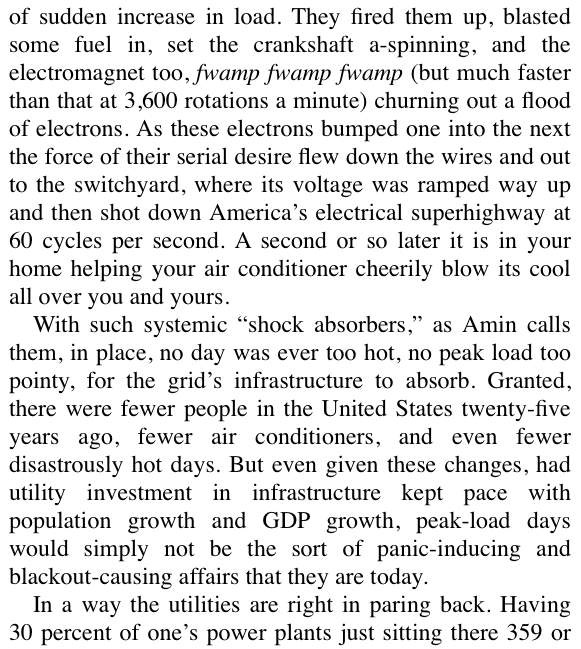 of sudden increase in load. They fired them up, blasted
some fuel in, set the crankshaft a-spinning, and the
electromagnet too, fwamp fwamp fwamp (but much faster
than that at 3,600 rotations a minute) churning out a flood
of electrons. As these electrons bumped one into the next
the force of their serial desire flew down the wires and out
to the switchyard, where its voltage was ramped way up
and then shot down America’s electrical superhighway at
60 cycles per second. A second or so later it is in your
home helping your air conditioner cheerily blow its cool
all over you and yours.
With such systemic “shock absorbers,” as Amin calls
them, in place, no day was ever too hot, no peak load too
pointy, for the grid’s infrastructure to absorb. Granted,
there were fewer people in the United States twenty-five
years ago, fewer air conditioners, and even fewer
disastrously hot days. But even given these changes, had
utility investment in infrastructure kept pace with
population growth and GDP growth, peak-load days
would simply not be the sort of panic-inducing and
blackout-causing affairs that they are today.
In a way the utilities are right in paring back. Having
30 percent of one’s power plants just sitting there 359 or